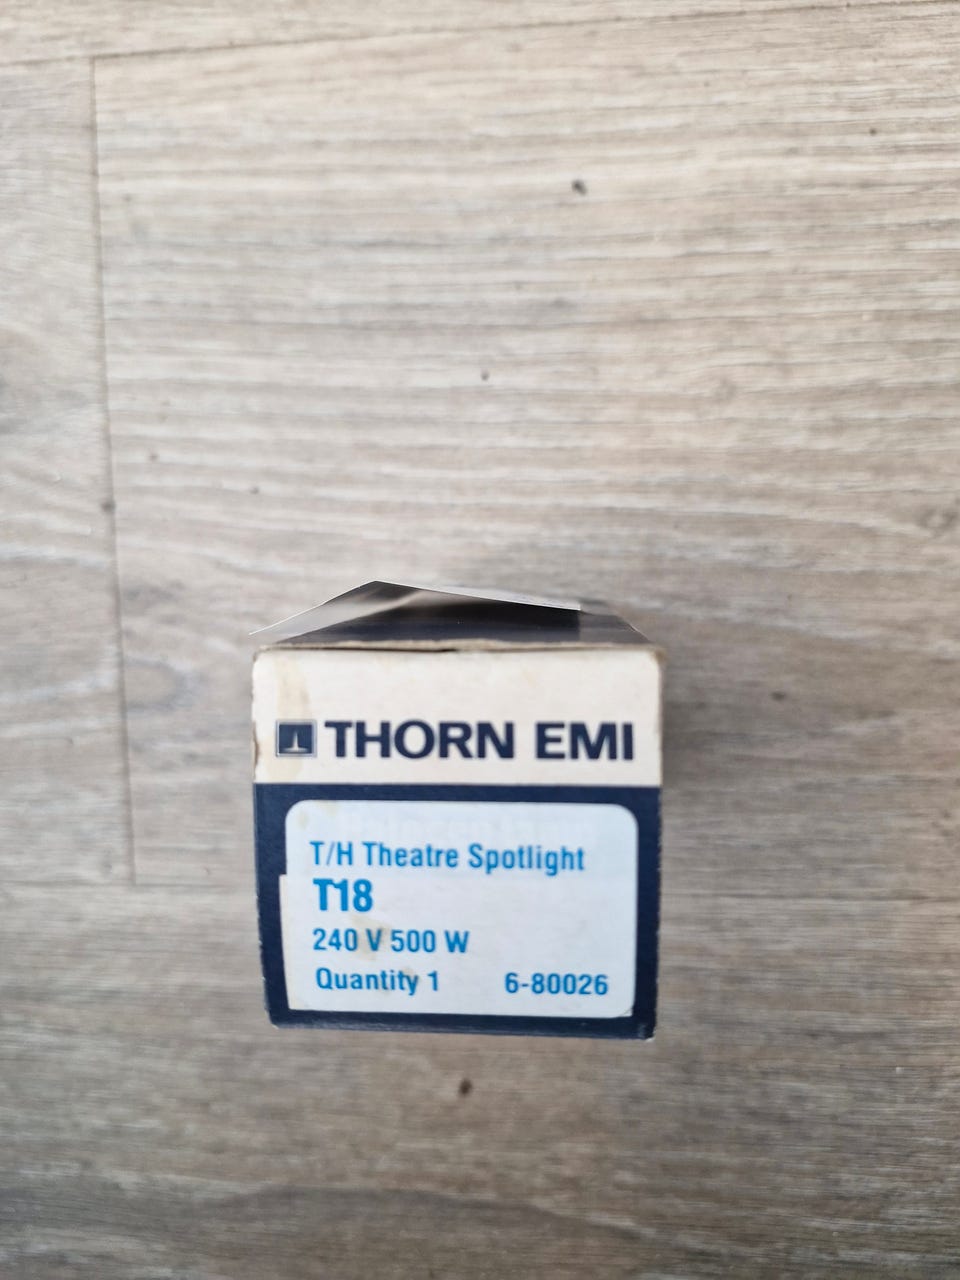 THORN EMI
T/H Theatre Spotlight
T18
240 V 500 W
Quantity 1 6-80026